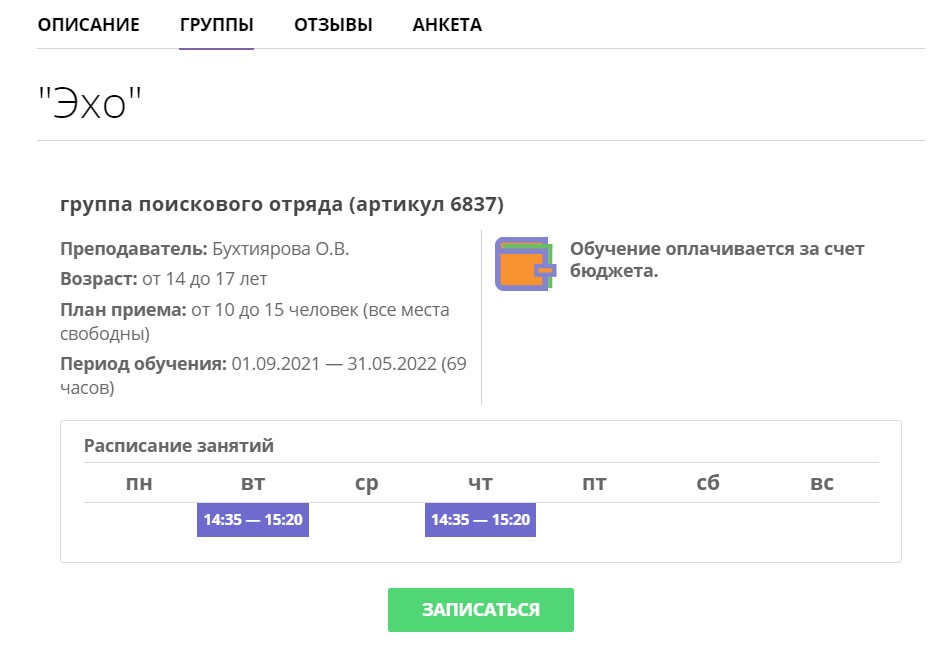 ОПИСАНИЕ ГРУППЫ ОТЗЫВЫ АНКЕТА
"Эхо"
группа поискового отряда (артикул 6837)
Преподаватель: Бухтиярова О.В.
Возраст: от 14 до 17 лет
План приема: от 10 до 15 человек (все места
свободны)
Период обучения: 01.09.2021 — 31.05.2022 (69
часов)
Обучение оплачивается за счет
бюджета.
Расписание занятий
пн вт ср чт пт сб вс
14:35 — 15:20 14:35 — 15:20
ЗАПИСАТЬСЯ